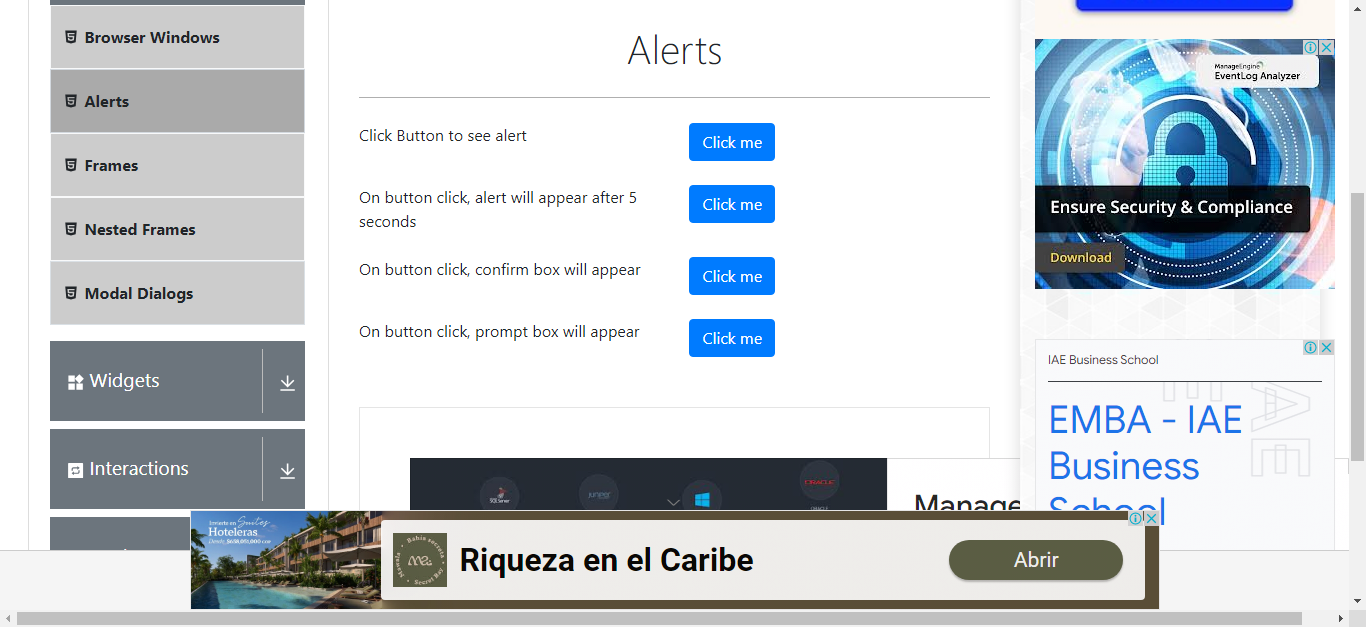 Browser Windows
Alerts
Frames
Nested Frames
Modal Dialogs
Widgets
Interactions
Alerts
Click Button to see alert
Click me
On button click, alert will appear after 5
seconds
Click me
On button click, confirm box will appear
Click me
On button click, prompt box will appear
Click me
SQL Server
juniper
ORACLE
ORACLE
Manage
ManageEngine
EventLog Analyzer
Ensure Security & Compliance
Download
IAE Business School
IAE
EMBA - IAE
Business
School
Invierte en Suites
Hoteleras
Riqueza en el Caribe
Abrir